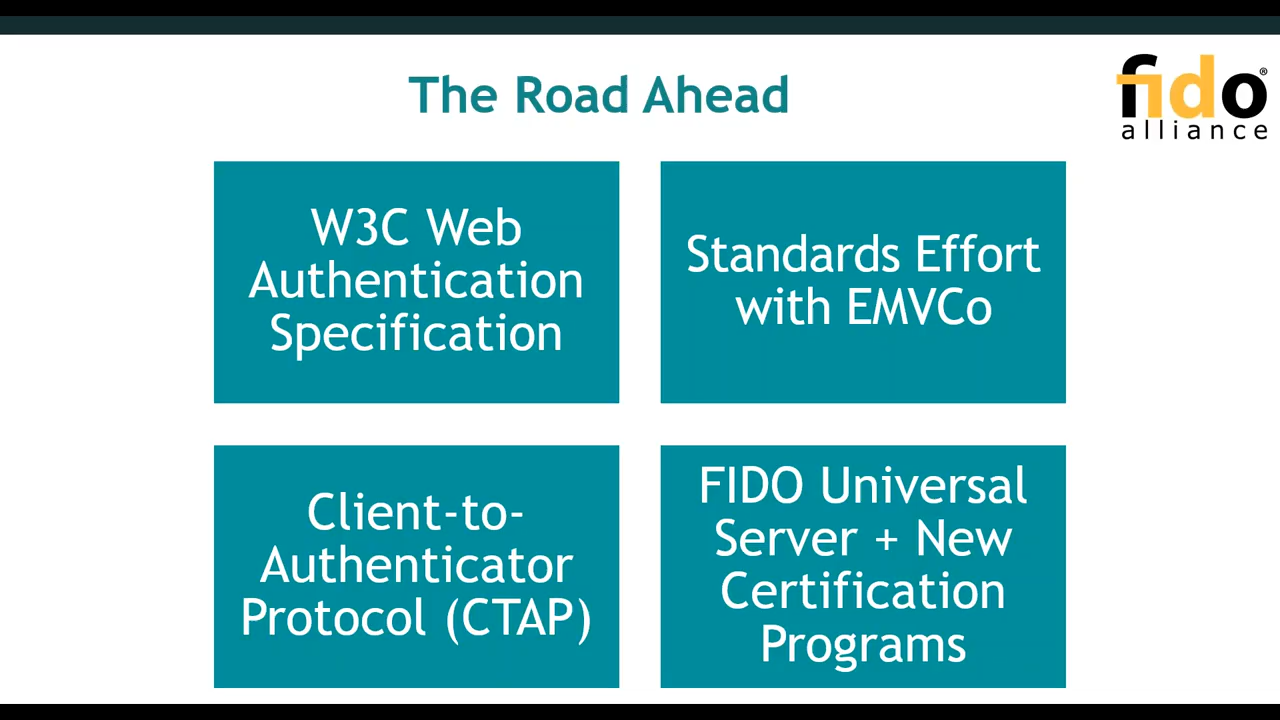 The Road Ahead
fido®
alliance
W3C Web
Authentication
Specification
Standards Effort
with EMVCo
Client-to-
Authenticator
Protocol (CTAP)
FIDO Universal
Server + New
Certification
Programs